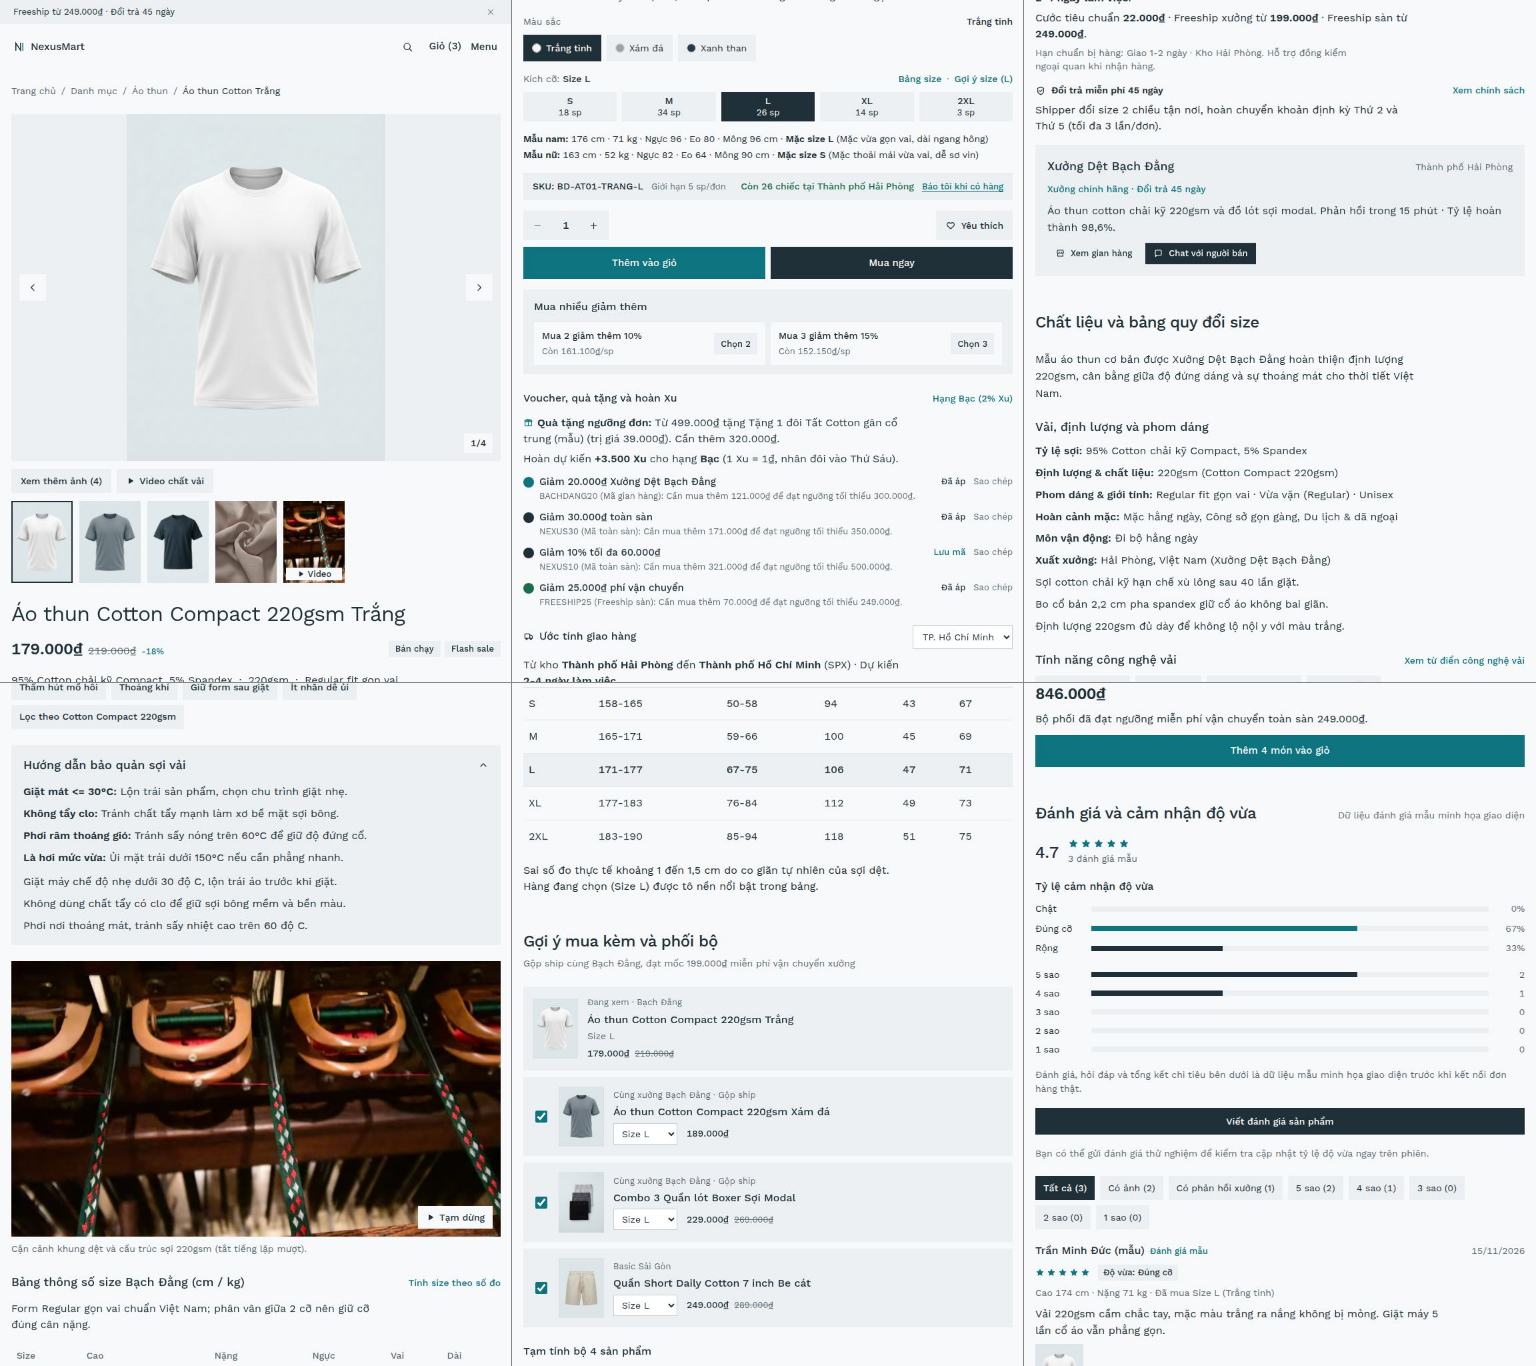 Freeship từ 249.000₫ · Đổi trả 45 ngày
NexusMart
Giỏ (3)
Menu
Trang chủ / Danh mục / Áo thun / Áo thun Cotton Trắng
1/4
Xem thêm ảnh (4)
Video chất vải
Video
Áo thun Cotton Compact 220gsm Trắng
179.000₫ 219.000₫ -18%
Bán chạy
Flash sale
95% Cotton chải kỹ Compact, 5% Spandex · 220gsm · Regular fit gọn vai
Màu sắc
Trắng tinh
Trắng tinh
Xám đá
Xanh than
Kích cỡ: Size L
Bảng size · Gợi ý size (L)
S
18 sp
M
34 sp
L
26 sp
XL
14 sp
2XL
3 sp
Mẫu nam: 176 cm · 71 kg · Ngực 96 · Eo 80 · Mông 96 cm · Mặc size L (Mặc vừa gọn vai, dài ngang hông)
Mẫu nữ: 163 cm · 52 kg · Ngực 82 · Eo 64 · Mông 90 cm · Mặc size S (Mặc thoải mái vừa vai, dễ sơ vin)
SKU: BD-AT01-TRANG-L Giới hạn 5 sp/đơn Còn 26 chiếc tại Thành phố Hải Phòng Báo tôi khi có hàng
− 1 +
Yêu thích
Thêm vào giỏ
Mua ngay
Mua nhiều giảm thêm
Mua 2 giảm thêm 10%
Còn 161.100₫/sp
Chọn 2
Mua 3 giảm thêm 15%
Còn 152.150₫/sp
Chọn 3
Voucher, quà tặng và hoàn Xu
Hạng Bạc (2% Xu)
Quà tặng ngưỡng đơn: Từ 499.000₫ tặng Tặng 1 đôi Tất Cotton gân cổ
trung (mẫu) (trị giá 39.000₫). Cần thêm 320.000₫.
Hoàn dự kiến +3.500 Xu cho hạng Bạc (1 Xu = 1₫, nhân đôi vào Thứ Sáu).
Giảm 20.000₫ Xưởng Dệt Bạch Đằng
Đã áp Sao chép
BACHDANG20 (Mã gian hàng): Cần mua thêm 121.000₫ để đạt ngưỡng tối thiểu 300.000₫.
Giảm 30.000₫ toàn sàn
Đã áp Sao chép
NEXUS30 (Mã toàn sàn): Cần mua thêm 171.000₫ để đạt ngưỡng tối thiểu 350.000₫.
Giảm 10% tối đa 60.000₫
Lưu mã Sao chép
NEXUS10 (Mã toàn sàn): Cần mua thêm 321.000₫ để đạt ngưỡng tối thiểu 500.000₫.
Giảm 25.000₫ phí vận chuyển
Đã áp Sao chép
FREESHIP25 (Freeship sàn): Cần mua thêm 70.000₫ để đạt ngưỡng tối thiểu 249.000₫.
Ước tính giao hàng
TP. Hồ Chí Minh
Từ kho Thành phố Hải Phòng đến Thành phố Hồ Chí Minh (SPX) · Dự kiến
2-4 ngày làm việc.
Cước tiêu chuẩn 22.000₫ · Freeship xưởng từ 199.000₫ · Freeship sàn từ
249.000₫.
Hạn chuẩn bị hàng: Giao 1-2 ngày · Kho Hải Phòng. Hỗ trợ đồng kiểm
ngoại quan khi nhận hàng.
Đổi trả miễn phí 45 ngày
Xem chính sách
Shipper đổi size 2 chiều tận nơi, hoàn chuyển khoản định kỳ Thứ 2 và
Thứ 5 (tối đa 3 lần/đơn).
Xưởng Dệt Bạch Đằng
Thành phố Hải Phòng
Xưởng chính hãng · Đổi trả 45 ngày
Áo thun cotton chải kỹ 220gsm và đồ lót sợi modal. Phản hồi trong 15 phút · Tỷ lệ hoàn
thành 98,6%.
Xem gian hàng
Chat với người bán
Chất liệu và bảng quy đổi size
Mẫu áo thun cơ bản được Xưởng Dệt Bạch Đằng hoàn thiện định lượng
220gsm, cân bằng giữa độ đứng dáng và sự thoáng mát cho thời tiết Việt
Nam.
Vải, định lượng và phom dáng
Tỷ lệ sợi: 95% Cotton chải kỹ Compact, 5% Spandex
Định lượng & chất liệu: 220gsm (Cotton Compact 220gsm)
Phom dáng & giới tính: Regular fit gọn vai · Vừa vặn (Regular) · Unisex
Hoàn cảnh mặc: Mặc hằng ngày, Công sở gọn gàng, Du lịch & dã ngoại
Môn vận động: Đi bộ hằng ngày
Xuất xưởng: Hải Phòng, Việt Nam (Xưởng Dệt Bạch Đằng)
Sợi cotton chải kỹ hạn chế xù lông sau 40 lần giặt.
Bo cổ bản 2,2 cm pha spandex giữ cổ áo không bai giãn.
Định lượng 220gsm đủ dày để không lộ nội y với màu trắng.
Tính năng công nghệ vải
Xem từ điển công nghệ vải
Thấm hút mồ hôi
Thoáng khí
Giữ form sau giặt
Ít nhăn dễ ủi
Lọc theo Cotton Compact 220gsm
Hướng dẫn bảo quản sợi vải
Giặt mát <= 30°C: Lộn trái sản phẩm, chọn chu trình giặt nhẹ.
Không tẩy clo: Tránh chất tẩy mạnh làm xơ bề mặt sợi bông.
Phơi râm thoáng gió: Tránh sấy nóng trên 60°C để giữ độ đứng cổ.
Là hơi mức vừa: Ủi mặt trái dưới 150°C nếu cần phẳng nhanh.
Giặt máy chế độ nhẹ dưới 30 độ C, lộn trái áo trước khi giặt.
Không dùng chất tẩy có clo để giữ sợi bông mềm và bền màu.
Phơi nơi thoáng mát, tránh sấy nhiệt cao trên 60 độ C.
Tạm dừng
Cận cảnh khung dệt và cấu trúc sợi 220gsm (tắt tiếng lặp mượt).
Bảng thông số size Bạch Đằng (cm / kg)
Tính size theo số đo
Form Regular gọn vai chuẩn Việt Nam; phân vân giữa 2 cỡ nên giữ cỡ
đúng cân nặng.
Size Cao Nặng Ngực Vai Dài
S 158-165 50-58 94 43 67
M 165-171 59-66 100 45 69
L 171-177 67-75 106 47 71
XL 177-183 76-84 112 49 73
2XL 183-190 85-94 118 51 75
Sai số đo thực tế khoảng 1 đến 1,5 cm do co giãn tự nhiên của sợi dệt.
Hàng đang chọn (Size L) được tô nền nổi bật trong bảng.
Gợi ý mua kèm và phối bộ
Gộp ship cùng Bạch Đằng, đạt mốc 199.000₫ miễn phí vận chuyển xưởng
Đang xem · Bạch Đằng
Áo thun Cotton Compact 220gsm Trắng
Size L
179.000₫ 219.000₫
Cùng xưởng Bạch Đằng · Gộp ship
Áo thun Cotton Compact 220gsm Xám đá
Size L
189.000₫
Cùng xưởng Bạch Đằng · Gộp ship
Combo 3 Quần lót Boxer Sợi Modal
Size L
229.000₫ 269.000₫
Basic Sài Gòn
Quần Short Daily Cotton 7 inch Be cát
Size L
249.000₫ 289.000₫
Tạm tính bộ 4 sản phẩm
846.000₫
Bộ phối đã đạt ngưỡng miễn phí vận chuyển toàn sàn 249.000₫.
Thêm 4 món vào giỏ
Đánh giá và cảm nhận độ vừa
Dữ liệu đánh giá mẫu minh họa giao diện
4.7
3 đánh giá mẫu
Tỷ lệ cảm nhận độ vừa
Chật 0%
Đúng cỡ 67%
Rộng 33%
5 sao 2
4 sao 1
3 sao 0
2 sao 0
1 sao 0
Đánh giá, hỏi đáp và tổng kết chi tiêu bên dưới là dữ liệu mẫu minh họa giao diện trước khi kết nối đơn
hàng thật.
Viết đánh giá sản phẩm
Bạn có thể gửi đánh giá thử nghiệm để kiểm tra cập nhật tỷ lệ độ vừa ngay trên phiên.
Tất cả (3)
Có ảnh (2)
Có phản hồi xưởng (1)
5 sao (2)
4 sao (1)
3 sao (0)
2 sao (0)
1 sao (0)
Trần Minh Đức (mẫu) Đánh giá mẫu
15/11/2026
Độ vừa: Đúng cỡ
Cao 174 cm · Nặng 71 kg · Đã mua Size L (Trắng tinh)
Vải 220gsm cầm chắc tay, mặc màu trắng ra nắng không bị mỏng. Giặt máy 5
lần cổ áo vẫn phẳng gọn.